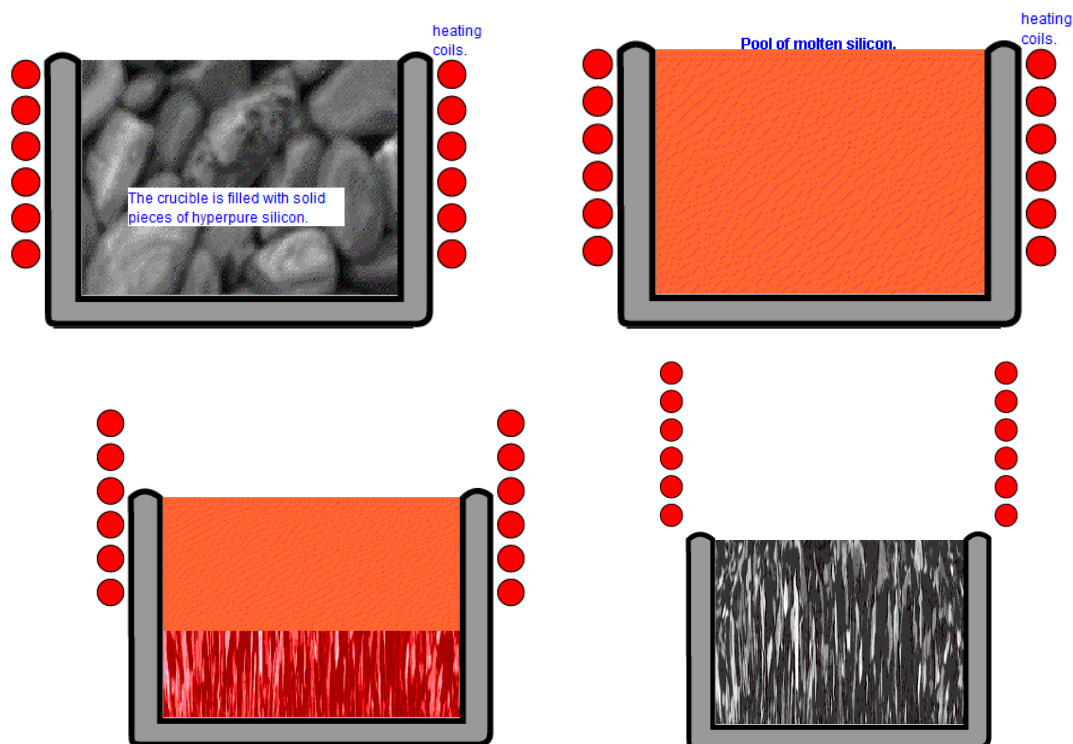 heating
coils.
The crucible is filled with solid
pieces of hyperpure silicon.
Pool of molten silicon.
heating
coils.